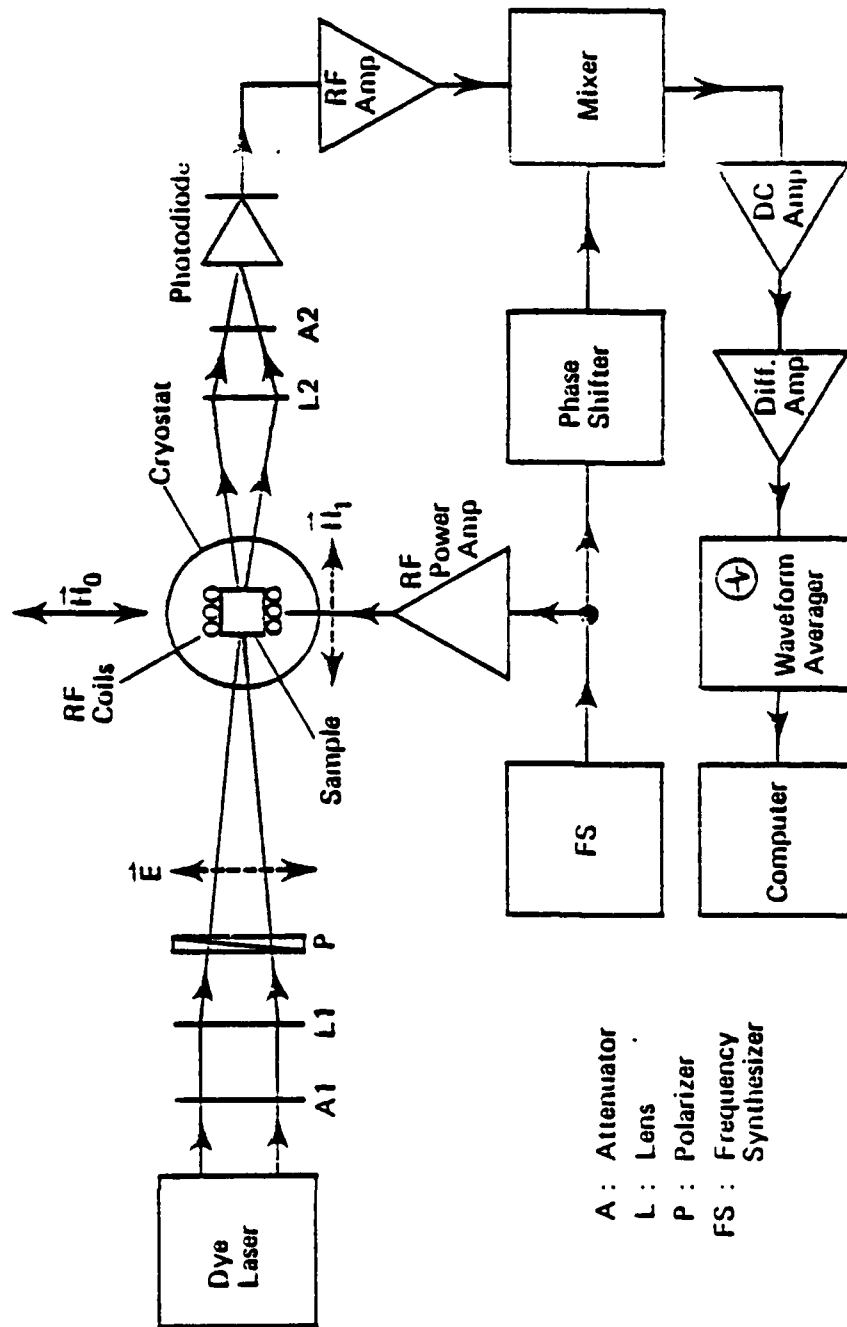 Dye
Laser
A1
L1
P
E
RF
Coils
Sample
H0
Cryostat
H1
L2
A2
Photodiode
RF
Amp
RF
Power
Amp
FS
Phase
Shifter
Mixer
Computer
Waveform
Averager
Diff.
Amp
DC
Amp
A : Attenuator
L : Lens
P : Polarizer
FS : Frequency
Synthesizer